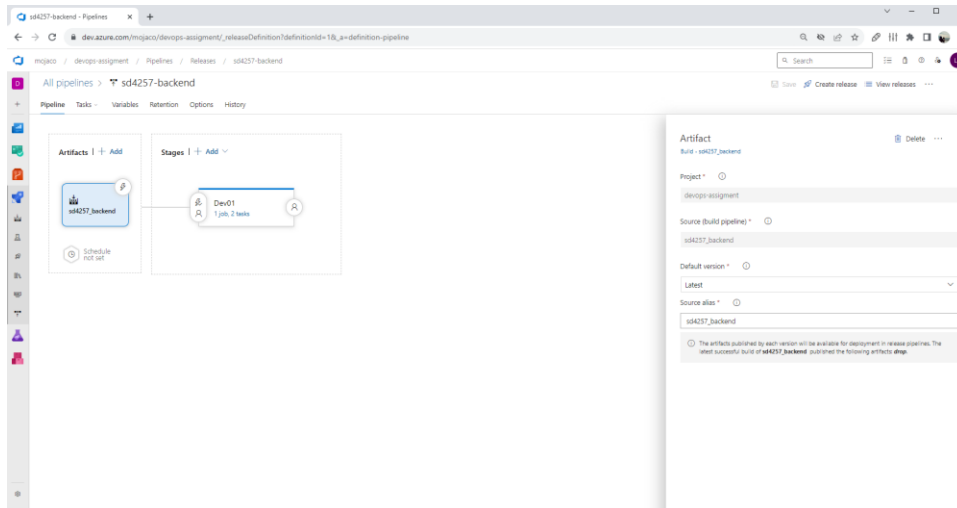 sd4257-backend - Pipelines
dev.azure.com/mojaco/devops-assigment/_releaseDefinition?definitionId=1&_a=definition-pipeline
mojaco / devops-assigment / Pipelines / Releases / sd4257-backend
Search
All pipelines > sd4257-backend
Save Create release View releases
Pipeline Tasks Variables Retention Options History
Artifacts | + Add
Stages | + Add
sd4257_backend
Dev01
1 job, 2 tasks
Schedule
not set
Artifact
Delete
Build - sd4257_backend
Project *
devops-assigment
Source (build pipeline) *
sd4257_backend
Default version *
Latest
Source alias *
sd4257_backend
The artifacts published by each version will be available for deployment in release pipelines. The
latest successful build of sd4257_backend published the following artifacts: drop.